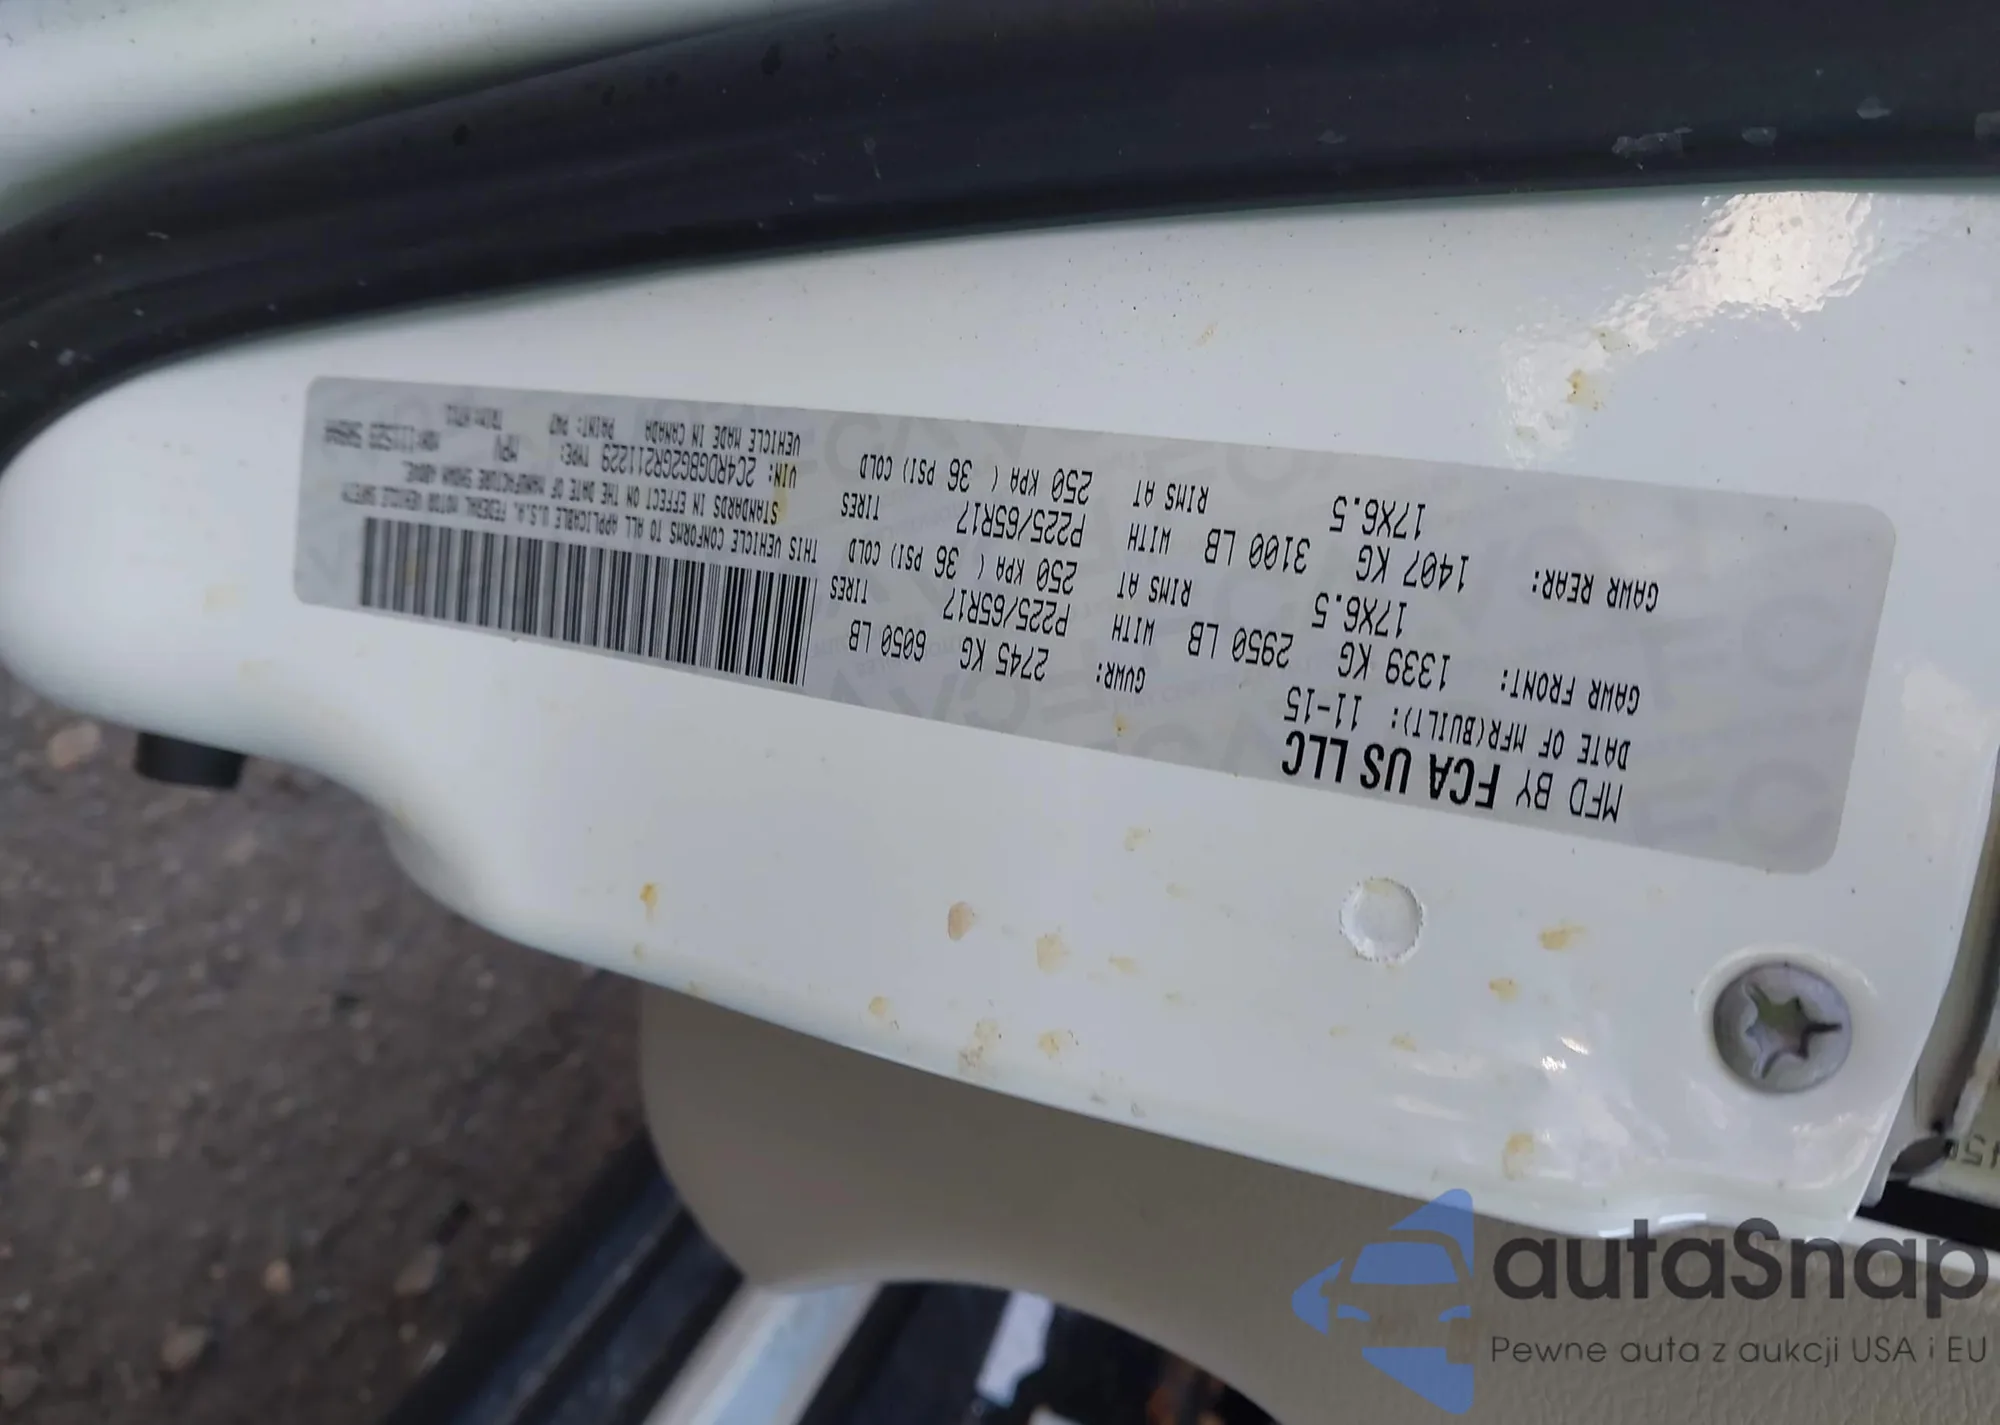 MFD BY FCA US LLC
DATE OF MFR(BUILT): 11-15 GVWR: 2745 KG 6050 LB
GAWR FRONT: 1339 KG 2950 LB WITH P225/65R17 TIRES
17X6.5 RIMS AT 250 KPA ( 36 PSI) COLD
GAWR REAR: 1407 KG 3100 LB WITH P225/65R17 TIRES
17X6.5 RIMS AT 250 KPA ( 36 PSI) COLD
THIS VEHICLE CONFORMS TO ALL APPLICABLE U.S.A. FEDERAL MOTOR VEHICLE SAFETY
STANDARDS IN EFFECT ON THE DATE OF MANUFACTURE SHOWN ABOVE.
VIN: 2C4RDGBG2GR211229 TYPE: MPV
VEHICLE MADE IN CANADA PAINT: PW7
autaSnap
Pewne auta z aukcji USA i EU